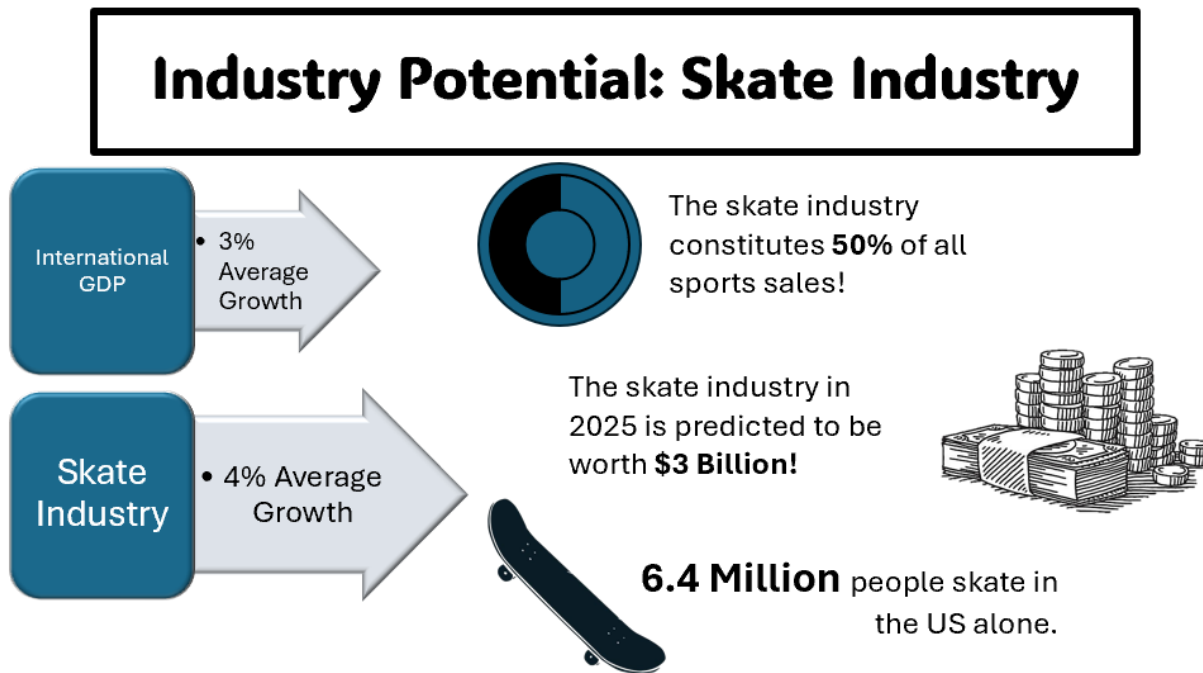 Industry Potential: Skate Industry
International
GDP
• 3%
Average
Growth
The skate industry
constitutes 50% of all
sports sales!
Skate
Industry
• 4% Average
Growth
The skate industry in
2025 is predicted to be
worth $3 Billion!
6.4 Million people skate in
the US alone.